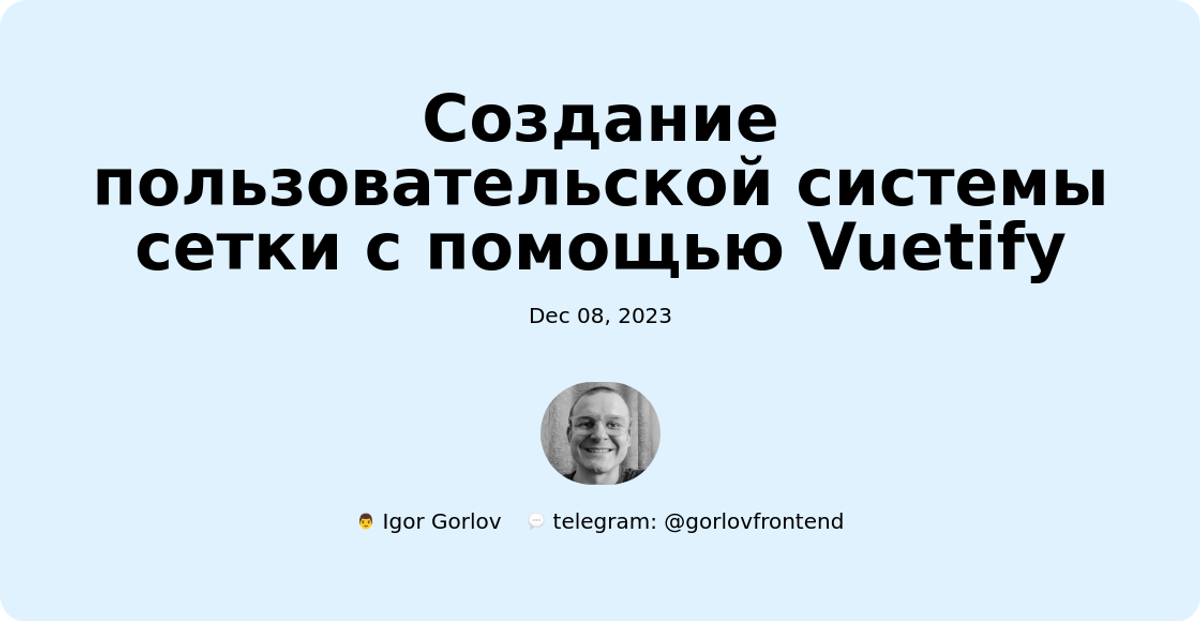 Создание
пользовательской системы
сетки с помощью Vuetify
Dec 08, 2023
👨 Igor Gorlov 💬 telegram: @gorlovfrontend